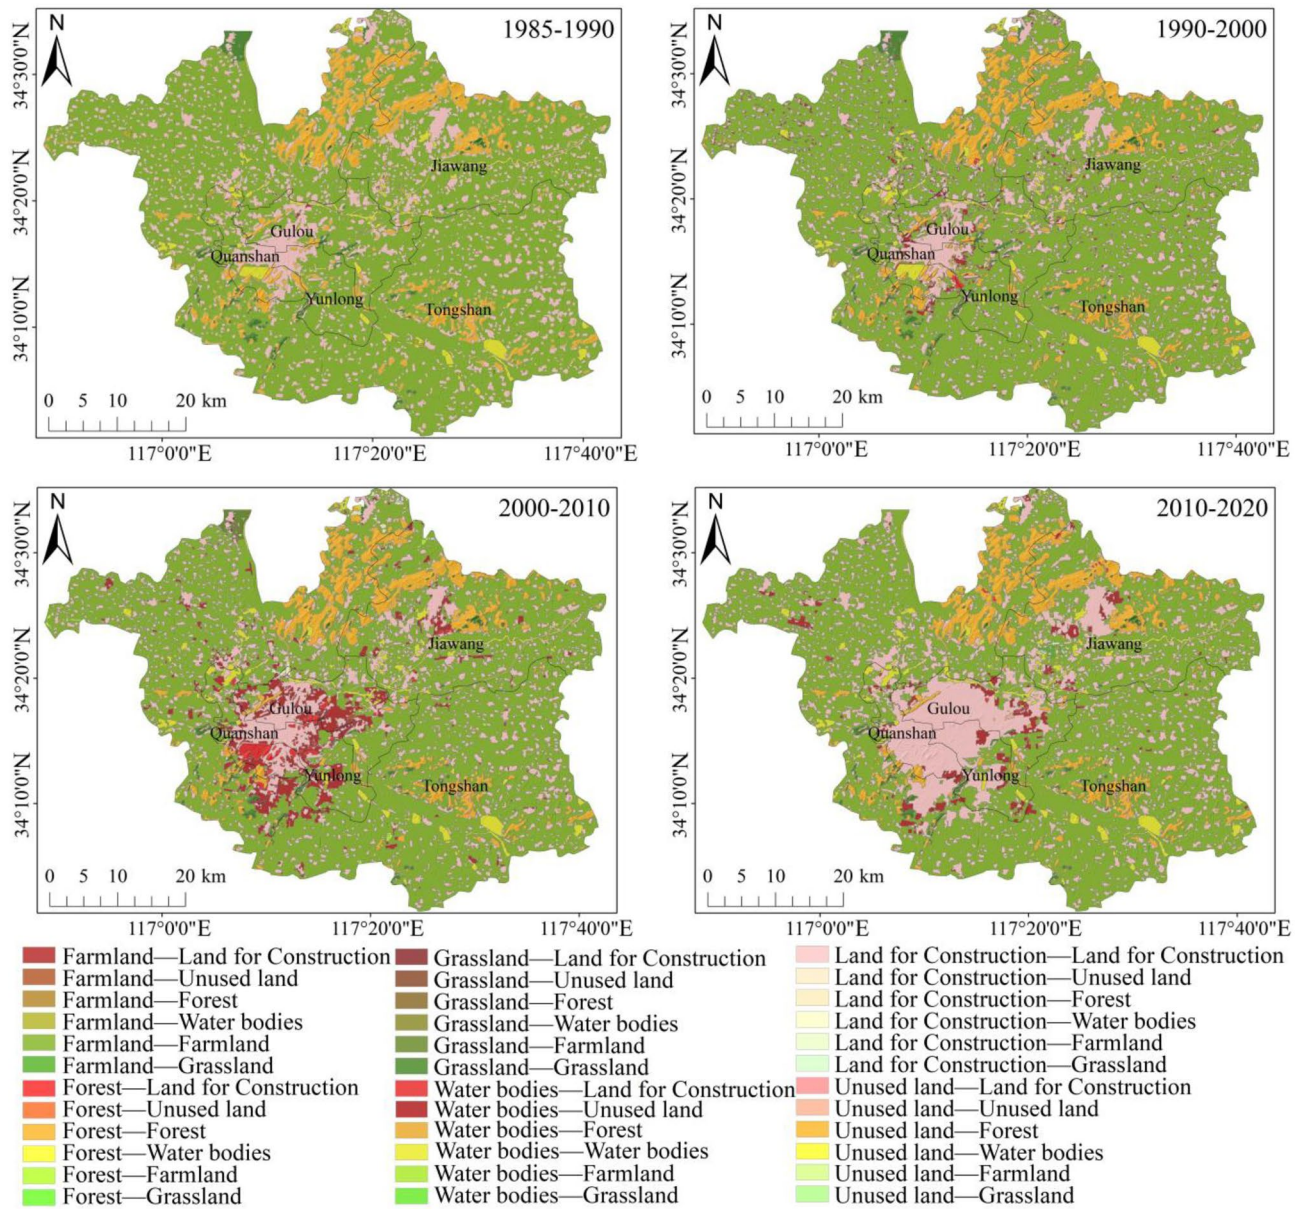 N
1985-1990
34°30'0"N
34°20'0"N
34°10'0"N
Jiawang
Gulou
Quanshan
Yunlong
Tongshan
0 5 10 20 km
117°0'0"E 117°20'0"E 117°40'0"E
N
1990-2000
34°30'0"N
34°20'0"N
34°10'0"N
Jiawang
Gulou
Quanshan
Yunlong
Tongshan
0 5 10 20 km
117°0'0"E 117°20'0"E 117°40'0"E
N
2000-2010
34°30'0"N
34°20'0"N
34°10'0"N
Jiawang
Gulou
Quanshan
Yunlong
Tongshan
0 5 10 20 km
117°0'0"E 117°20'0"E 117°40'0"E
N
2010-2020
34°30'0"N
34°20'0"N
34°10'0"N
Jiawang
Gulou
Quanshan
Yunlong
Tongshan
0 5 10 20 km
117°0'0"E 117°20'0"E 117°40'0"E
Farmland—Land for Construction
Farmland—Unused land
Farmland—Forest
Farmland—Water bodies
Farmland—Farmland
Farmland—Grassland
Forest—Land for Construction
Forest—Unused land
Forest—Forest
Forest—Water bodies
Forest—Farmland
Forest—Grassland
Grassland—Land for Construction
Grassland—Unused land
Grassland—Forest
Grassland—Water bodies
Grassland—Farmland
Grassland—Grassland
Water bodies—Land for Construction
Water bodies—Unused land
Water bodies—Forest
Water bodies—Water bodies
Water bodies—Farmland
Water bodies—Grassland
Land for Construction—Land for Construction
Land for Construction—Unused land
Land for Construction—Forest
Land for Construction—Water bodies
Land for Construction—Farmland
Land for Construction—Grassland
Unused land—Land for Construction
Unused land—Unused land
Unused land—Forest
Unused land—Water bodies
Unused land—Farmland
Unused land—Grassland